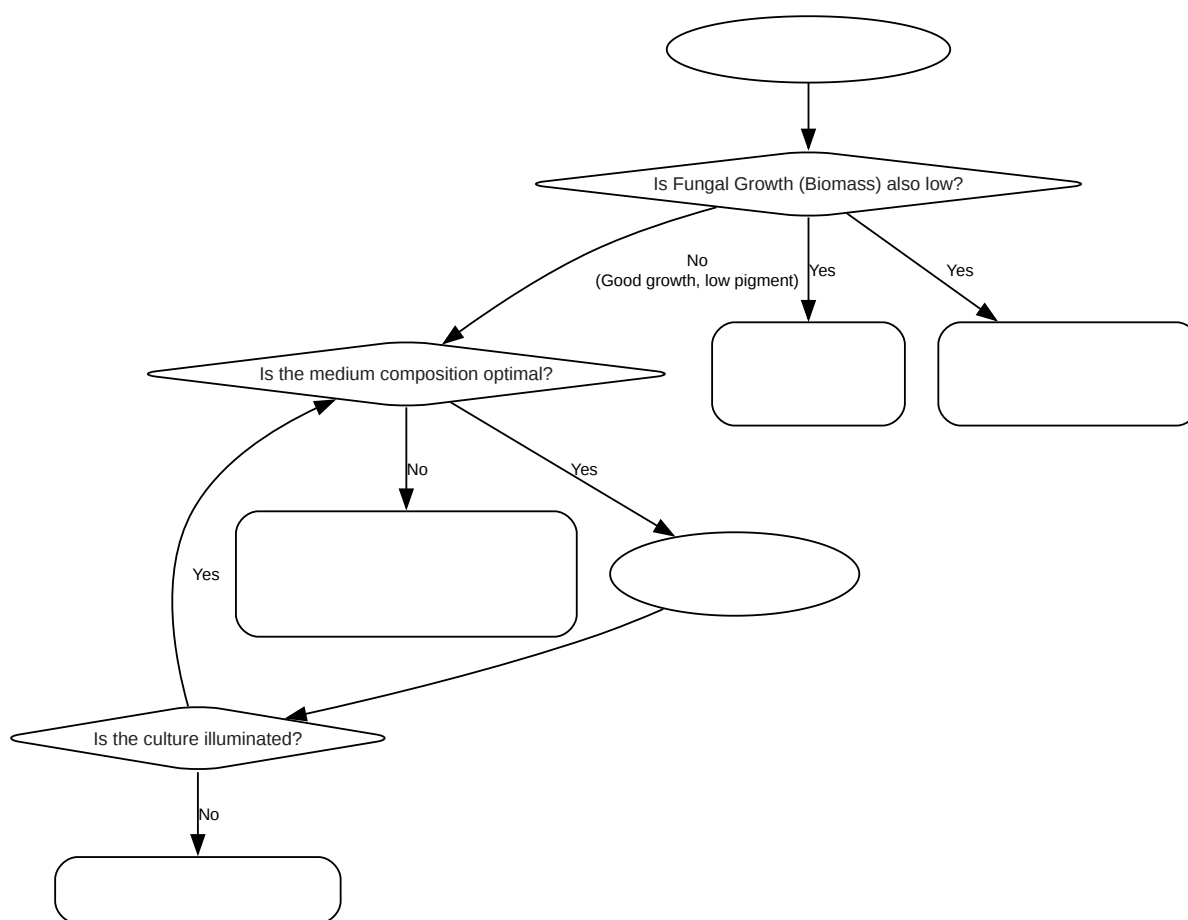 Is Fungal Growth (Biomass) also low?
No
(Good growth, low pigment)
Yes
Yes
Is the medium composition optimal?
No
Yes
Yes
Is the culture illuminated?
No